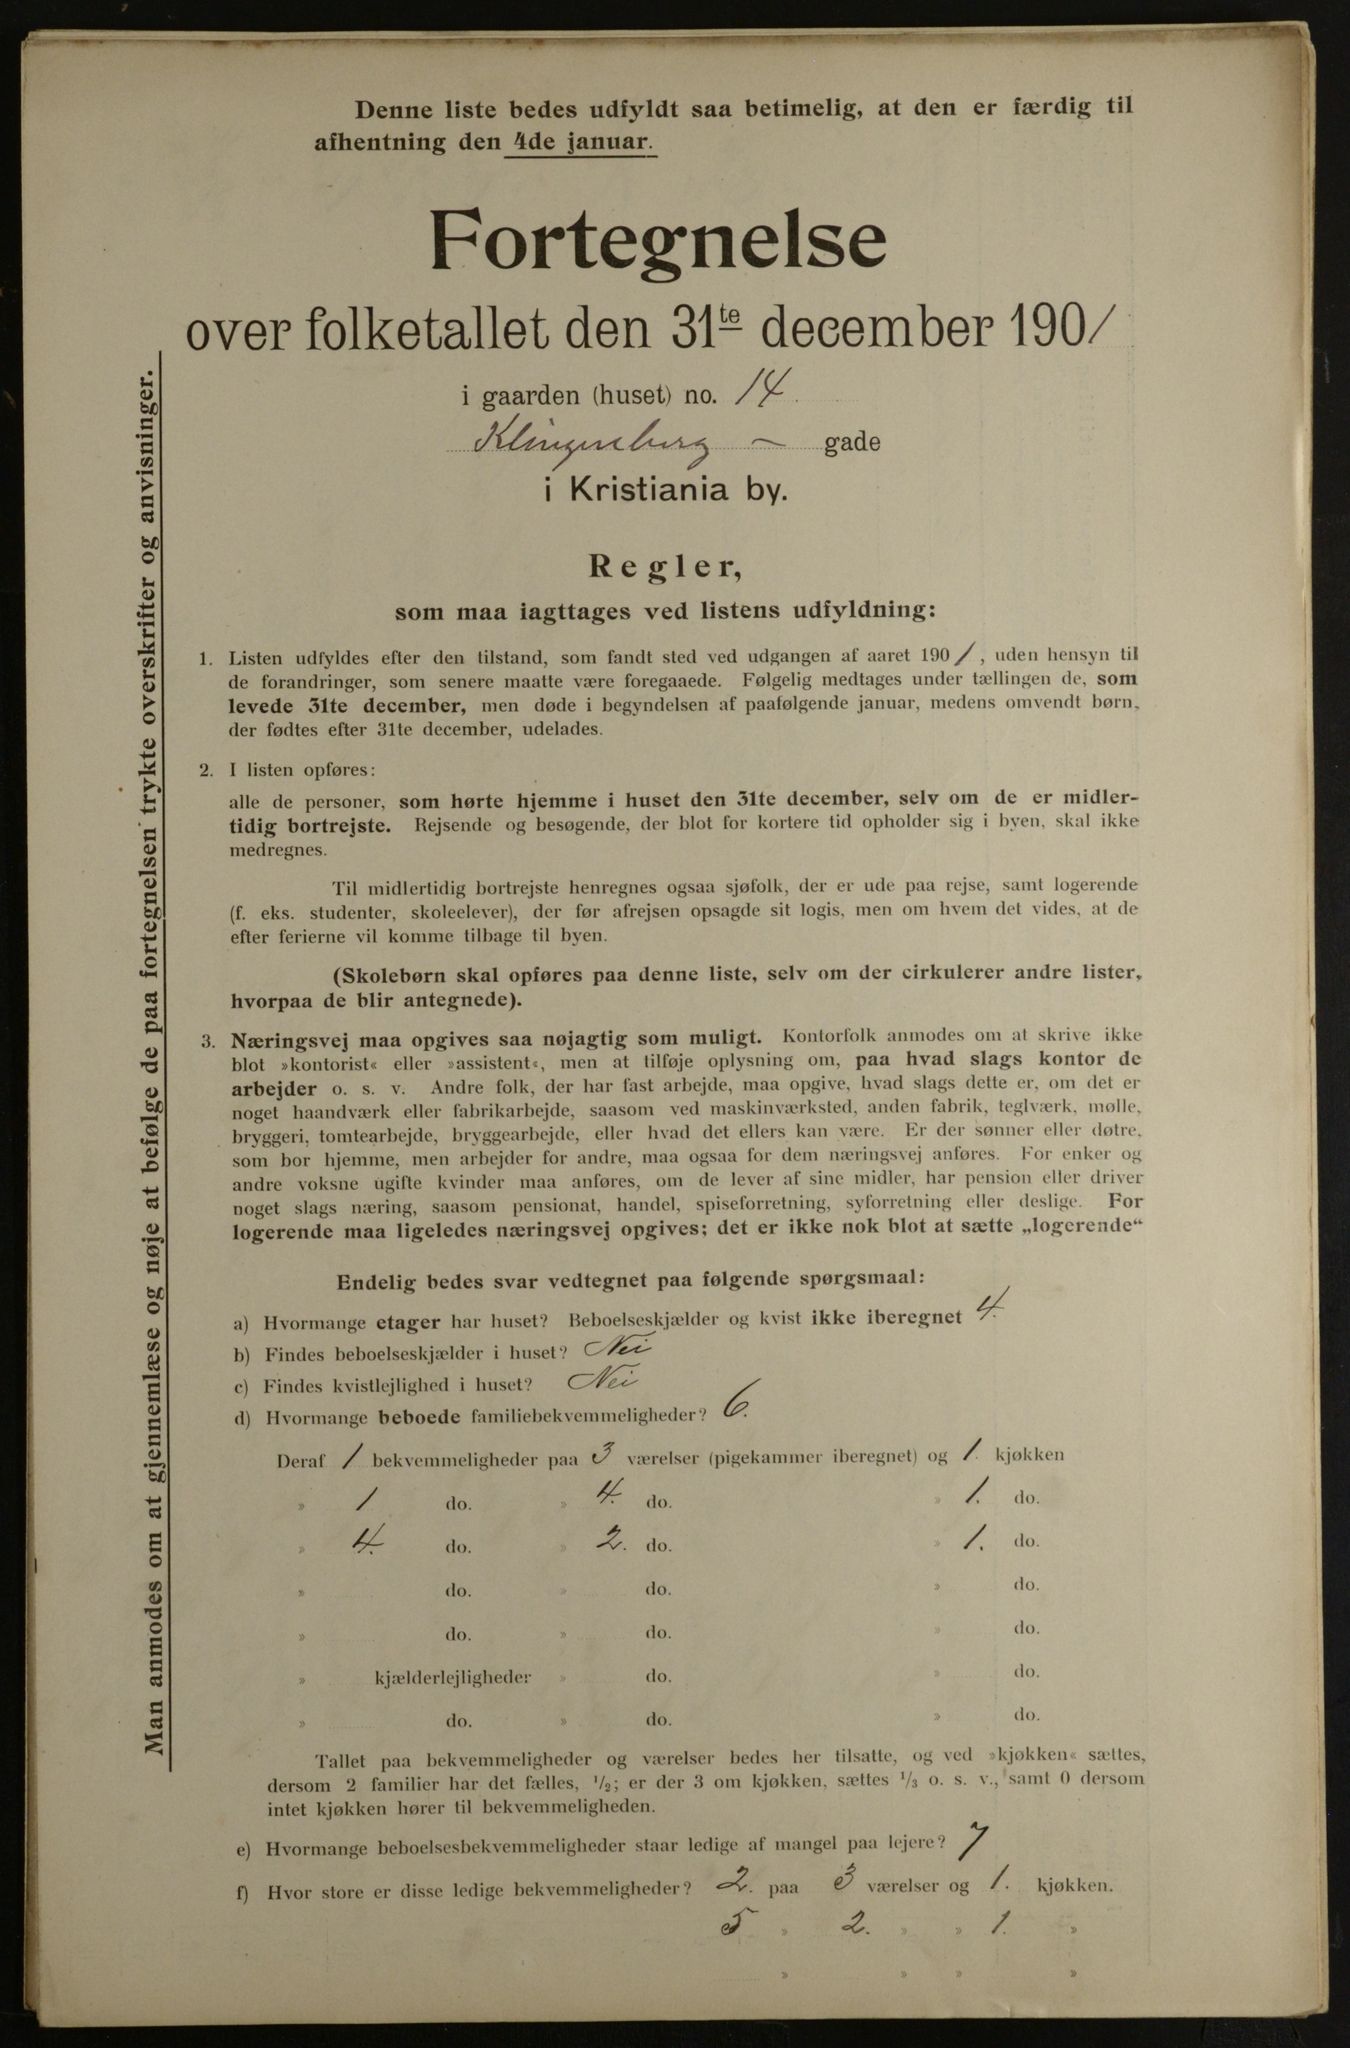 Denne liste bedes udfyldt saa betimelig, at den er færdig til
afhentning den 4de januar.
Fortegnelse
over folketallet den 31te december 1901
i gaarden (huset) no. 14
Klingenberg - gade
i Kristiania by.
Regler,
som maa iagttages ved listens udfyldning:
1. Listen udfyldes efter den tilstand, som fandt sted ved udgangen af aaret 1901, uden hensyn til
de forandringer, som senere maatte være foregaaede. Følgelig medtages under tællingen de, som
levede 31te december, men døde i begyndelsen af paafølgende januar, medens omvendt børn,
der fødtes efter 31te december, udelades.
2. I listen opføres:
alle de personer, som hørte hjemme i huset den 31te december, selv om de er midler-
tidig bortrejste. Rejsende og besøgende, der blot for kortere tid opholder sig i byen, skal ikke
medregnes.
Til midlertidig bortrejste henregnes ogsaa sjøfolk, der er ude paa rejse, samt logerende
(f. eks. studenter, skoleelever), der før afrejsen opsagde sit logis, men om hvem det vides, at de
efter ferierne vil komme tilbage til byen.
(Skolebørn skal opføres paa denne liste, selv om der cirkulerer andre lister,
hvorpaa de blir antegnede).
3. Næringsvej maa opgives saa nøjagtig som muligt. Kontorfolk anmodes om at skrive ikke
blot »kontorist« eller »assistent«, men at tilføje oplysning om, paa hvad slags kontor de
arbejder o. s. v. Andre folk, der har fast arbejde, maa opgive, hvad slags dette er, om det er
noget haandværk eller fabrikarbejde, saasom ved maskinværksted, anden fabrik, teglværk, mølle,
bryggeri, tomtearbejde, bryggearbejde, eller hvad det ellers kan være. Er der sønner eller døtre,
som bor hjemme, men arbejder for andre, maa ogsaa for dem næringsvej anføres. For enker og
andre voksne ugifte kvinder maa anføres, om de lever af sine midler, har pension eller driver
noget slags næring, saasom pensionat, handel, spiseforretning, syforretning eller deslige. For
logerende maa ligeledes næringsvej opgives; det er ikke nok blot at sætte „logerende“
Endelig bedes svar vedtegnet paa følgende spørgsmaal:
a) Hvormange etager har huset? Beboelseskjælder og kvist ikke iberegnet 4.
b) Findes beboelseskjælder i huset? Nei
c) Findes kvistlejlighed i huset? Nei
d) Hvormange beboede familiebekvemmeligheder? 6.
Deraf 1 bekvemmeligheder paa 3 værelser (pigekammer iberegnet) og 1. kjøkken
» 1 do. » 4. do. » 1. do.
» 4. do. » 2. do. » 1. do.
» do. » do. » do.
» do. » do. » do.
» kjælderlejligheder » do. » do.
» do. » do. » do.
Tallet paa bekvemmeligheder og værelser bedes her tilsatte, og ved »kjøkken« sættes,
dersom 2 familier har det fælles, 1/2; er der 3 om kjøkken, sættes 1/3 o. s. v., samt 0 dersom
intet kjøkken hører til bekvemmeligheden.
e) Hvormange beboelsesbekvemmeligheder staar ledige af mangel paa lejere? 7
f) Hvor store er disse ledige bekvemmeligheder? 2. paa 3 værelser og 1. kjøkken.
5 » 2. » » 1. »
» » » »
Man anmodes om at gjennemlæse og nøje at befølge de paa fortegnelsen trykte overskrifter og anvisninger.